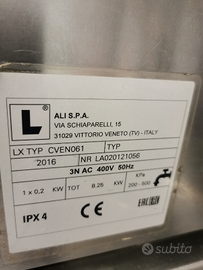 L
ALI S.P.A.
VIA SCHIAPARELLI, 15
31029 VITTORIO VENETO (TV) - ITALY
LX TYP CVEN061 TYP
2016 NR LA020121056
3N AC 400V 50Hz
1 x 0,2 KW TOT 8.26 KW KPa 200 - 500
IPX 4 CE EAC
subito